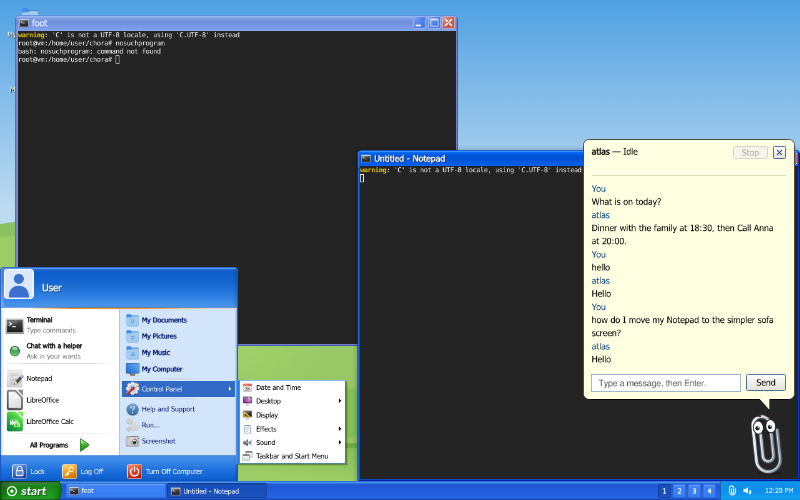 foot
warning: 'C' is not a UTF-8 locale, using 'C.UTF-8' instead
root@vm:/home/user/chora# nosuchprogram
bash: nosuchprogram: command not found
root@vm:/home/user/chora#
Untitled - Notepad
warning: 'C' is not a UTF-8 locale, using 'C.UTF-8' instead
atlas — Idle
Stop
You
What is on today?
atlas
Dinner with the family at 18:30, then Call Anna
at 20:00.
You
hello
atlas
Hello
You
how do I move my Notepad to the simpler sofa
screen?
atlas
Hello
Type a message, then Enter.
Send
User
Terminal
Type commands
Chat with a helper
Ask in your words
Notepad
LibreOffice
LibreOffice Calc
All Programs
My Documents
My Pictures
My Music
My Computer
Control Panel
Help and Support
Run...
Screenshot
Date and Time
Desktop
Display
Effects
Sound
Taskbar and Start Menu
Lock
Log Off
Turn Off Computer
start
foot
Untitled - Notepad
1 2 3 4
12:20 PM